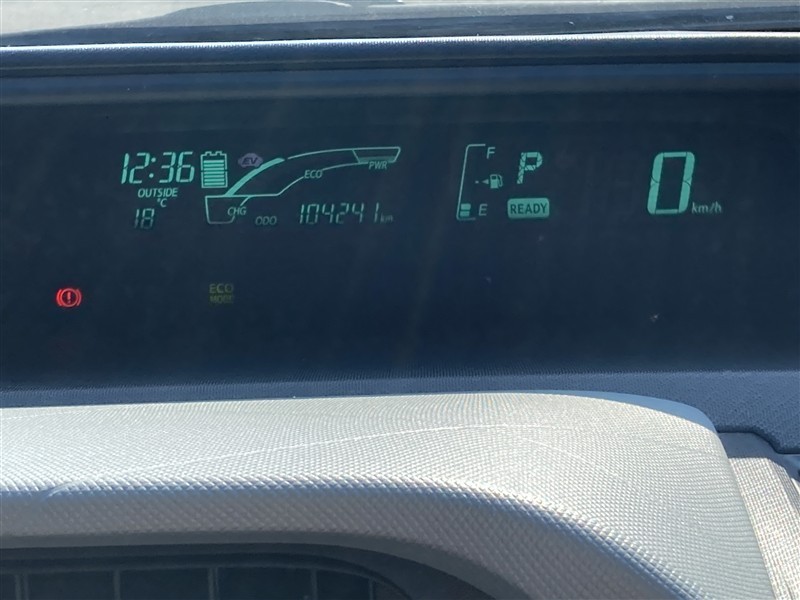 12:36
OUTSIDE
18 °C
EV
CHG
ECO
PWR
ODO 104241 km
F
E
P
READY
0 km/h
ECO
MODE